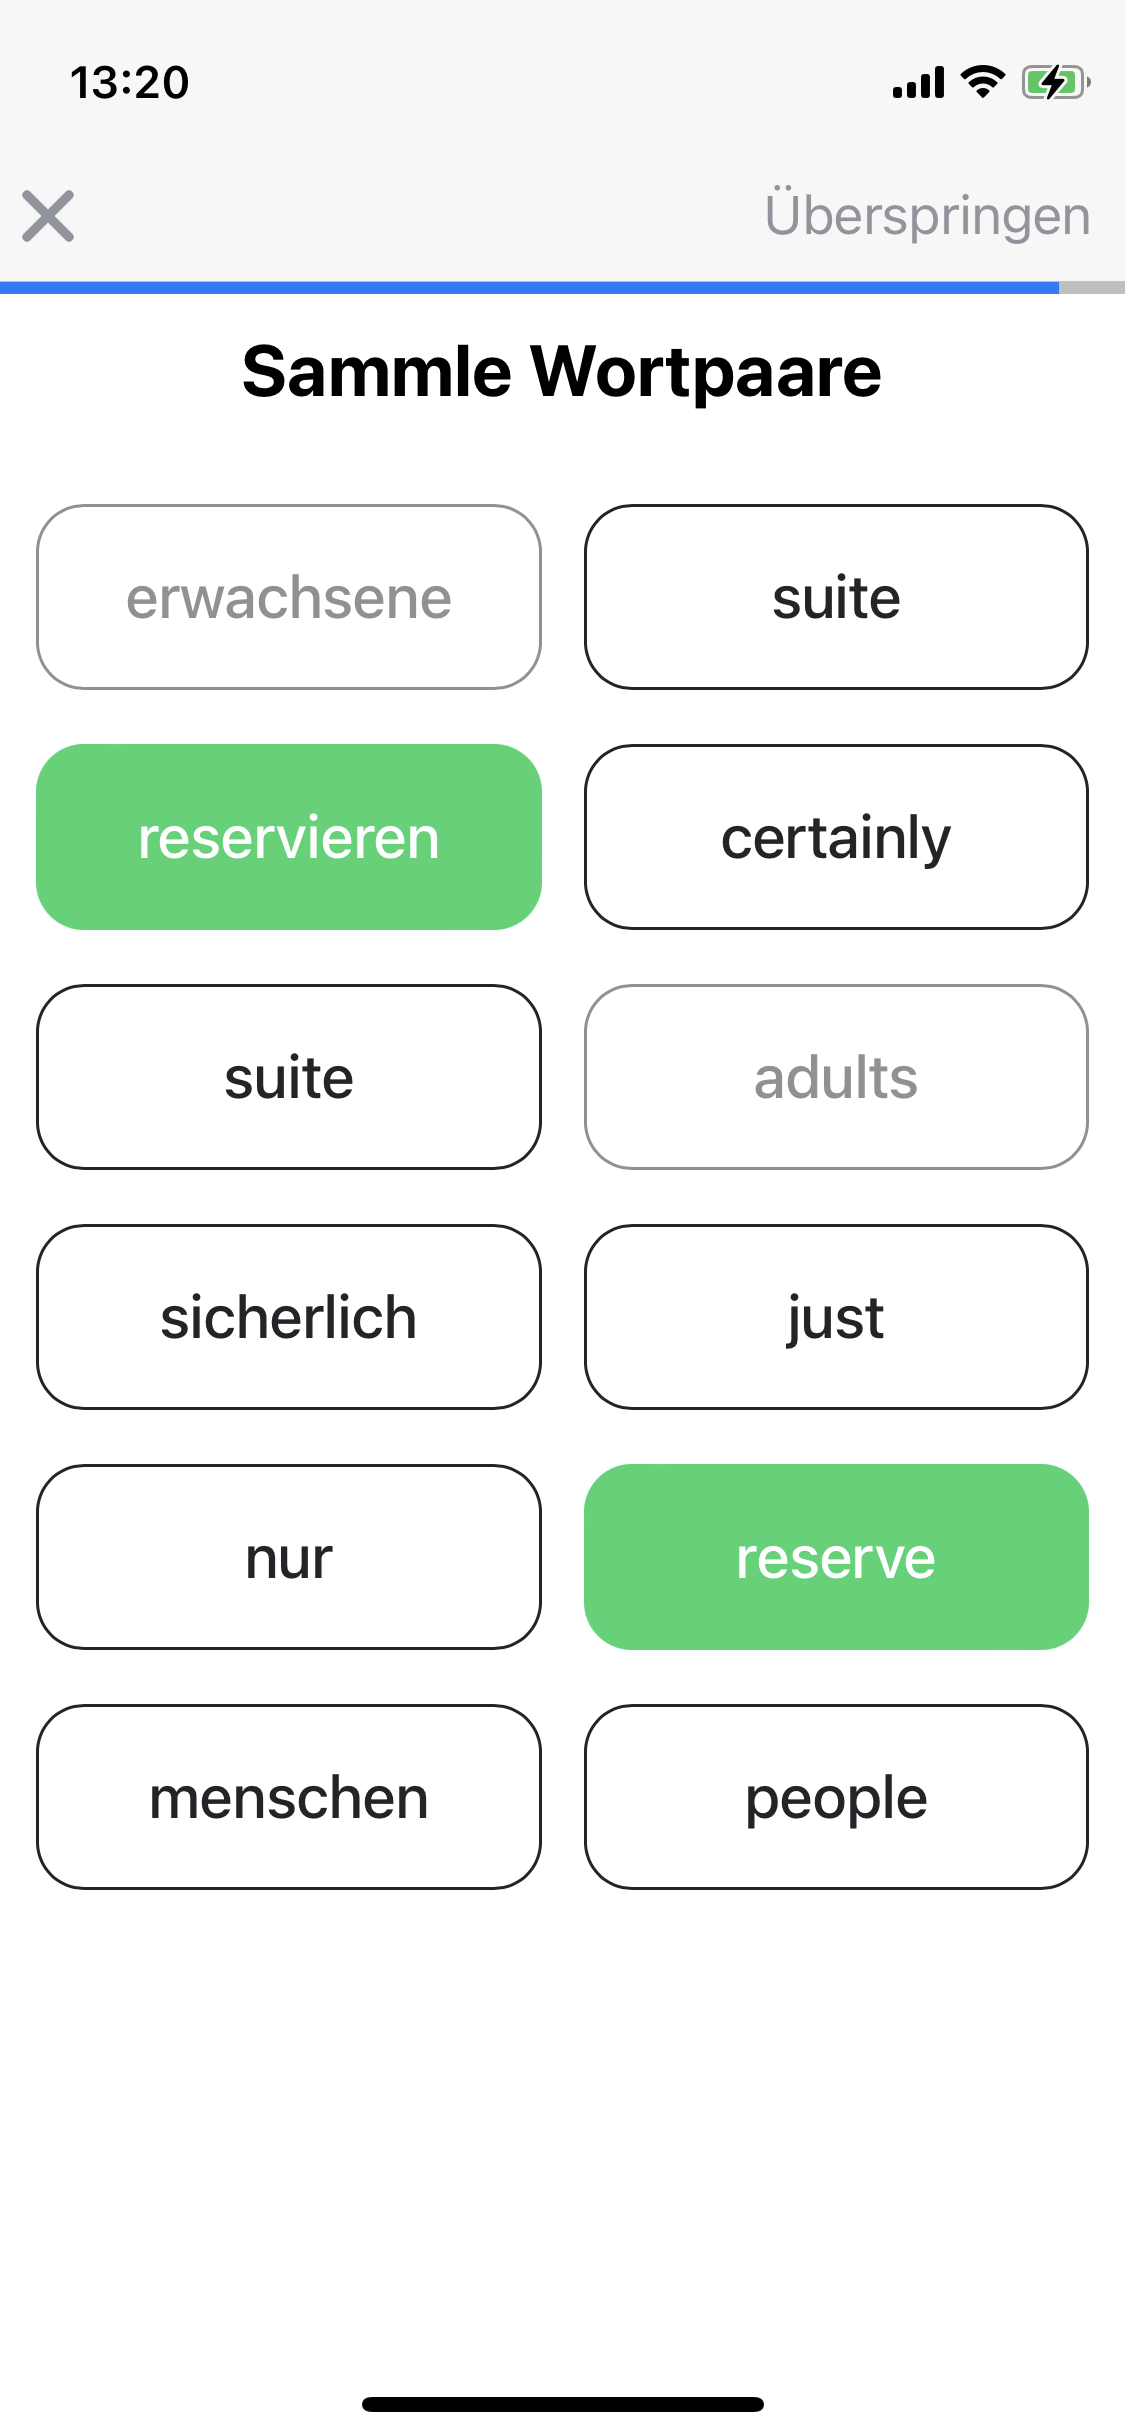 13:20
Überspringen
Sammle Wortpaare
erwachsene
suite
reservieren
certainly
suite
adults
sicherlich
just
nur
reserve
menschen
people